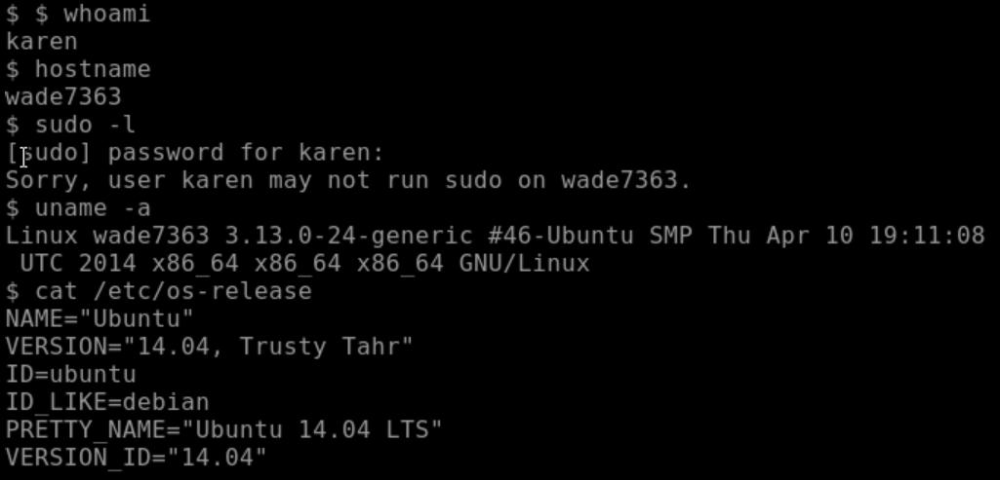 $ $ whoami
karen
$ hostname
wade7363
$ sudo -l
[sudo] password for karen:
Sorry, user karen may not run sudo on wade7363.
$ uname -a
Linux wade7363 3.13.0-24-generic #46-Ubuntu SMP Thu Apr 10 19:11:08
 UTC 2014 x86_64 x86_64 x86_64 GNU/Linux
$ cat /etc/os-release
NAME="Ubuntu"
VERSION="14.04, Trusty Tahr"
ID=ubuntu
ID_LIKE=debian
PRETTY_NAME="Ubuntu 14.04 LTS"
VERSION_ID="14.04"